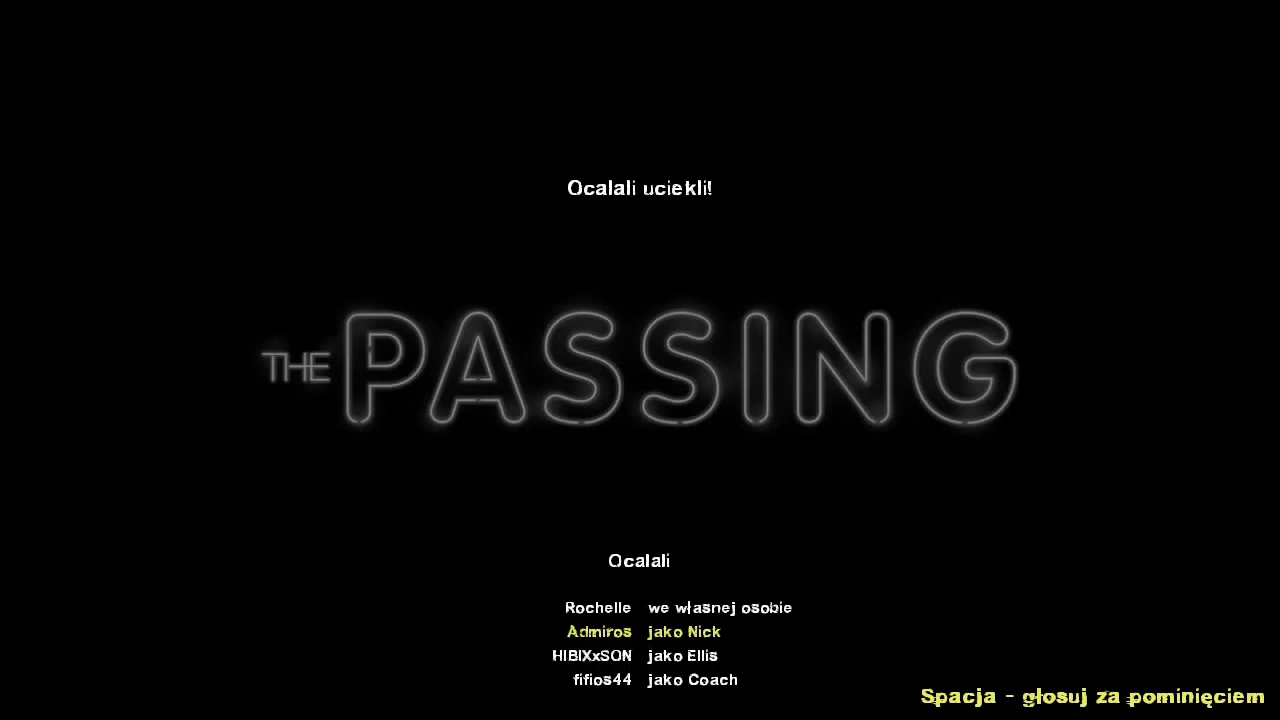 Ocalali uciekli!
THE PASSING
Ocalali
Rochelle we własnej osobie
Admiros jako Nick
HIBIXxSON jako Ellis
fifios44 jako Coach
Spacja - głosuj za pominięciem